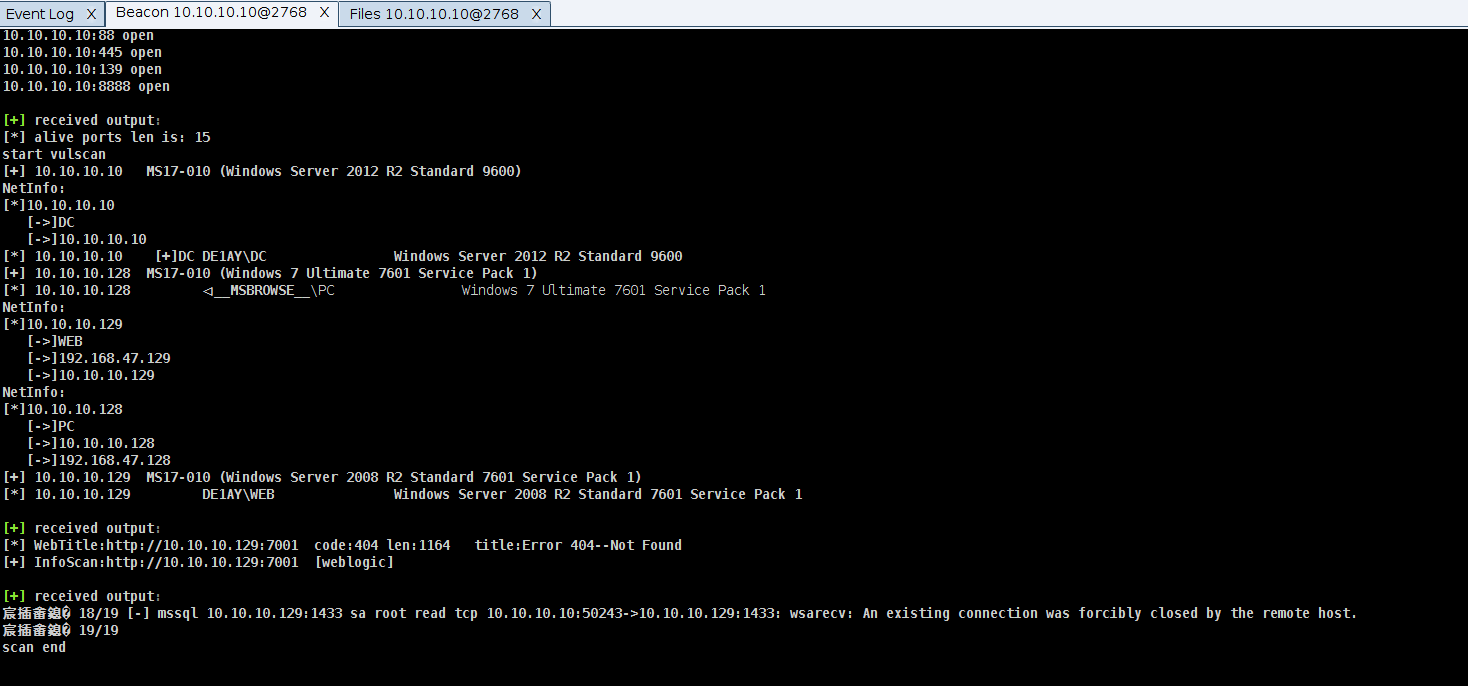 Event Log X Beacon 10.10.10.10@2768 X Files 10.10.10.10@2768 X
10.10.10.10:88 open
10.10.10.10:445 open
10.10.10.10:139 open
10.10.10.10:8888 open
[+] received output:
[*] alive ports len is: 15
start vulscan
[+] 10.10.10.10 MS17-010 (Windows Server 2012 R2 Standard 9600)
NetInfo:
[*]10.10.10.10
[->]DC
[->]10.10.10.10
[*] 10.10.10.10 [+]DC DE1AY\DC Windows Server 2012 R2 Standard 9600
[+] 10.10.10.128 MS17-010 (Windows 7 Ultimate 7601 Service Pack 1)
[*] 10.10.10.128 __MSBROWSE__\PC Windows 7 Ultimate 7601 Service Pack 1
NetInfo:
[*]10.10.10.129
[->]WEB
[->]192.168.47.129
[->]10.10.10.129
NetInfo:
[*]10.10.10.128
[->]PC
[->]10.10.10.128
[->]192.168.47.128
[+] 10.10.10.129 MS17-010 (Windows Server 2008 R2 Standard 7601 Service Pack 1)
[*] 10.10.10.129 DE1AY\WEB Windows Server 2008 R2 Standard 7601 Service Pack 1
[+] received output:
[*] WebTitle:http://10.10.10.129:7001 code:404 len:1164 title:Error 404--Not Found
[+] InfoScan:http://10.10.10.129:7001 [weblogic]
[+] received output:
18/19 [-] mssql 10.10.10.129:1433 sa root read tcp 10.10.10.10:50243->10.10.10.129:1433: wsarecv: An existing connection was forcibly closed by the remote host.
19/19
scan end